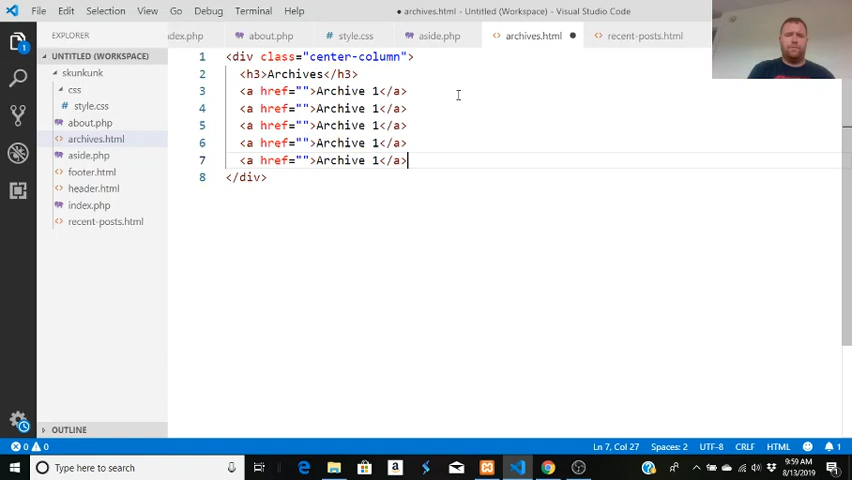 File Edit Selection View Go Debug Terminal Help
archives.html - Untitled (Workspace) - Visual Studio Code
EXPLORER
dex.php about.php style.css aside.php archives.html recent-posts.html
UNTITLED (WORKSPACE)
skunkunk
css
style.css
about.php
archives.html
aside.php
footer.html
header.html
index.php
recent-posts.html
OUTLINE
1 <div class="center-column">
2 <h3>Archives</h3>
3 <a href="">Archive 1</a>
4 <a href="">Archive 1</a>
5 <a href="">Archive 1</a>
6 <a href="">Archive 1</a>
7 <a href="">Archive 1</a>
8 </div>
1
0 0 Ln 7, Col 27 Spaces: 2 UTF-8 CRLF HTML 1
Type here to search
9:59 AM
8/13/2019